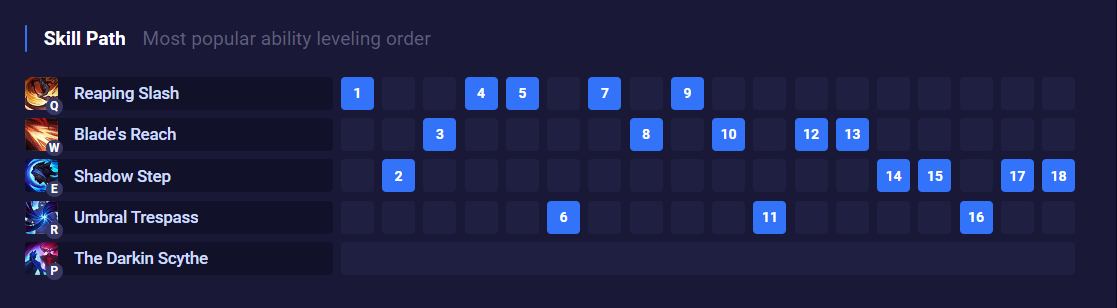 Skill Path Most popular ability leveling order
Q Reaping Slash 1 4 5 7 9
W Blade's Reach 3 8 10 12 13
E Shadow Step 2 14 15 17 18
R Umbral Trespass 6 11 16
P The Darkin Scythe